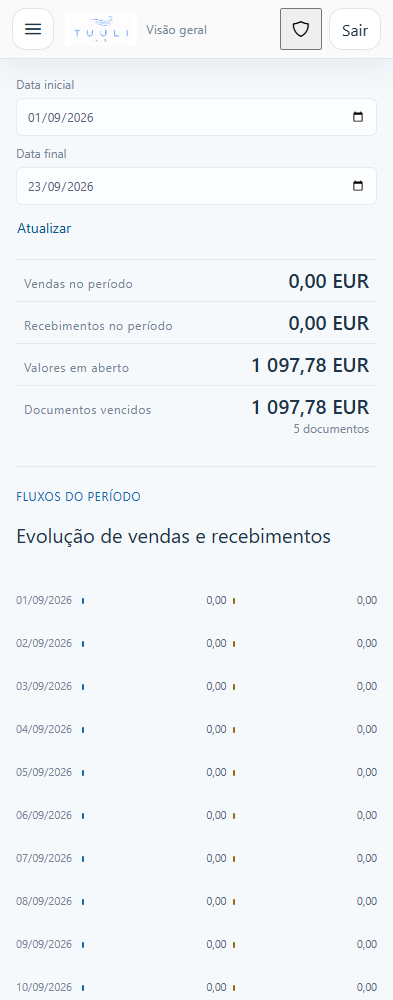 TUULI
Visão geral
Sair
Data inicial
01/09/2026
Data final
23/09/2026
Atualizar
Vendas no período
0,00 EUR
Recebimentos no período
0,00 EUR
Valores em aberto
1 097,78 EUR
Documentos vencidos
1 097,78 EUR
5 documentos
FLUXOS DO PERÍODO
Evolução de vendas e recebimentos
01/09/2026 0,00 0,00
02/09/2026 0,00 0,00
03/09/2026 0,00 0,00
04/09/2026 0,00 0,00
05/09/2026 0,00 0,00
06/09/2026 0,00 0,00
07/09/2026 0,00 0,00
08/09/2026 0,00 0,00
09/09/2026 0,00 0,00
10/09/2026 0,00 0,00